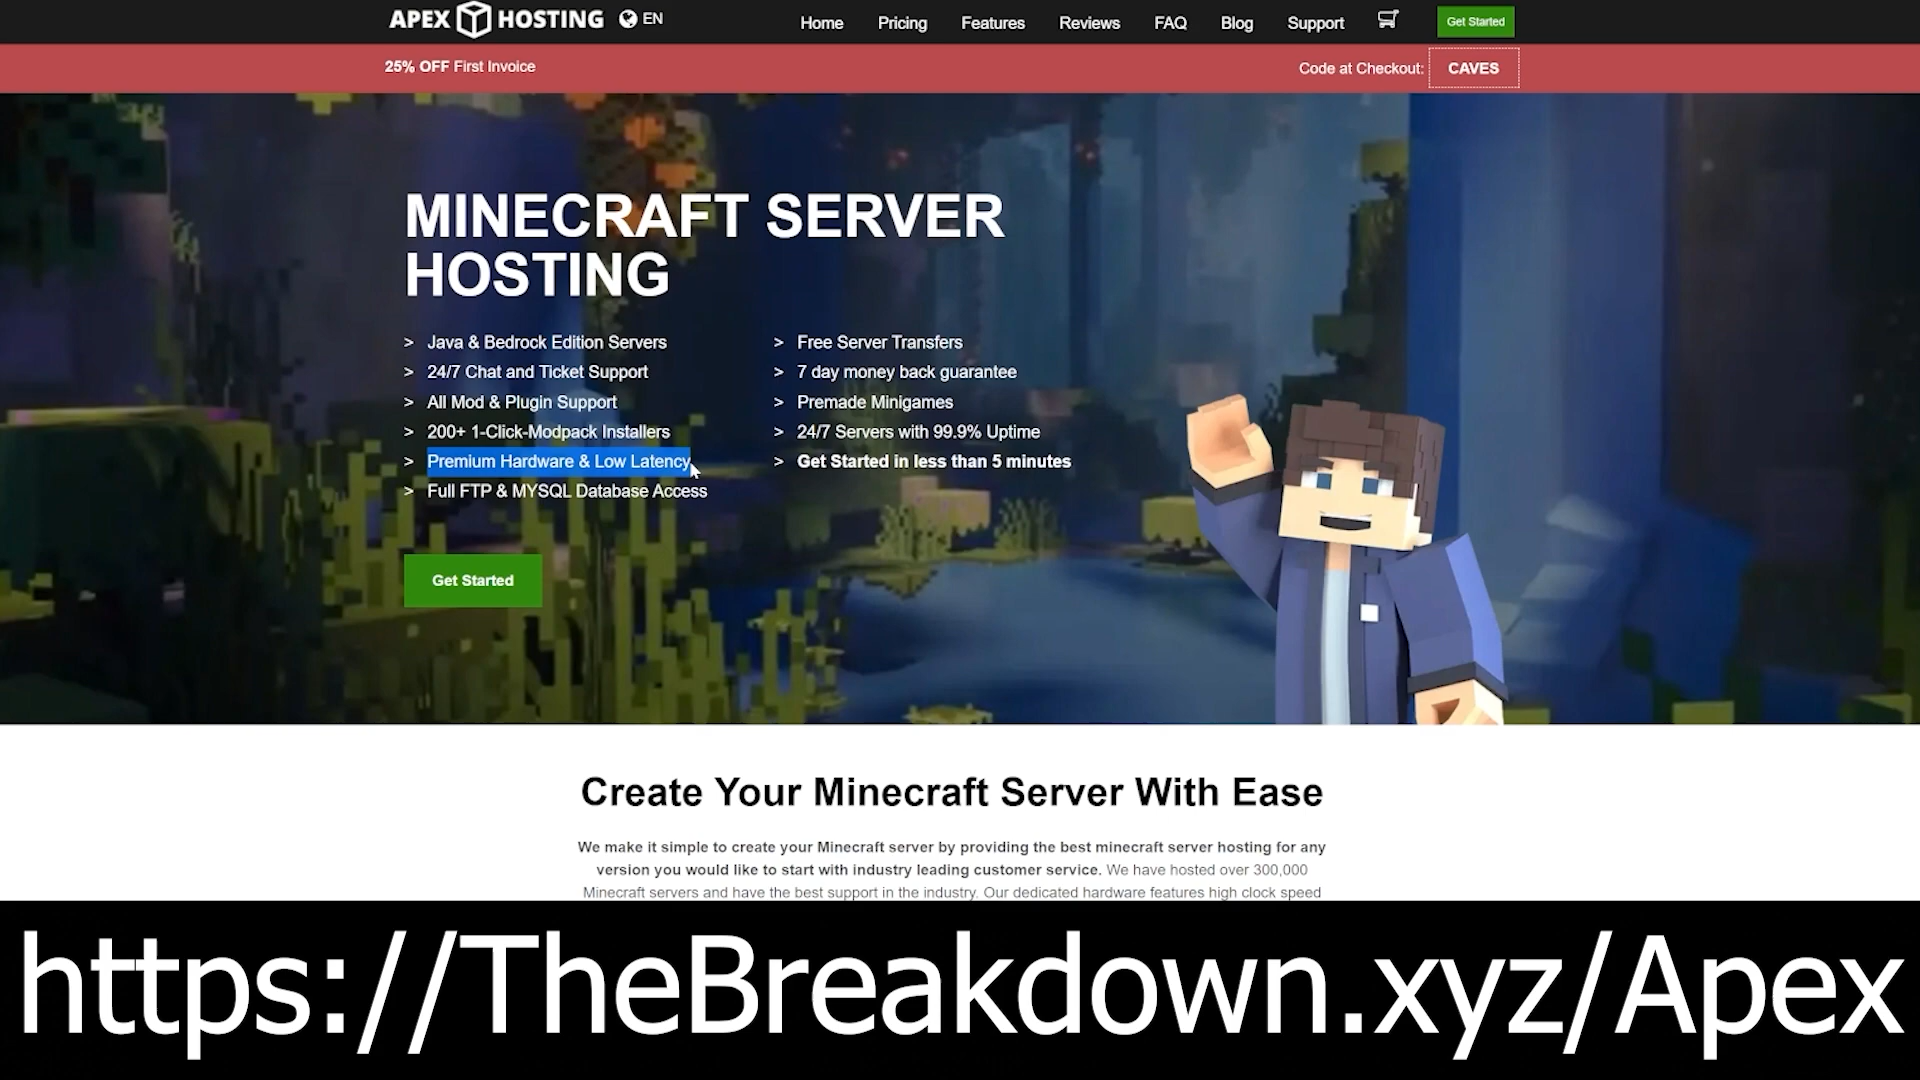 APEX HOSTING EN Home Pricing Features Reviews FAQ Blog Support Get Started
25% OFF First Invoice Code at Checkout: CAVES
MINECRAFT SERVER
HOSTING
> Java & Bedrock Edition Servers
> 24/7 Chat and Ticket Support
> All Mod & Plugin Support
> 200+ 1-Click-Modpack Installers
> Premium Hardware & Low Latency
> Full FTP & MYSQL Database Access
> Free Server Transfers
> 7 day money back guarantee
> Premade Minigames
> 24/7 Servers with 99.9% Uptime
> Get Started in less than 5 minutes
Get Started
Create Your Minecraft Server With Ease
We make it simple to create your Minecraft server by providing the best minecraft server hosting for any
version you would like to start with industry leading customer service. We have hosted over 300,000
Minecraft servers and have the best support in the industry. Our dedicated hardware features high clock speed
https://TheBreakdown.xyz/Apex